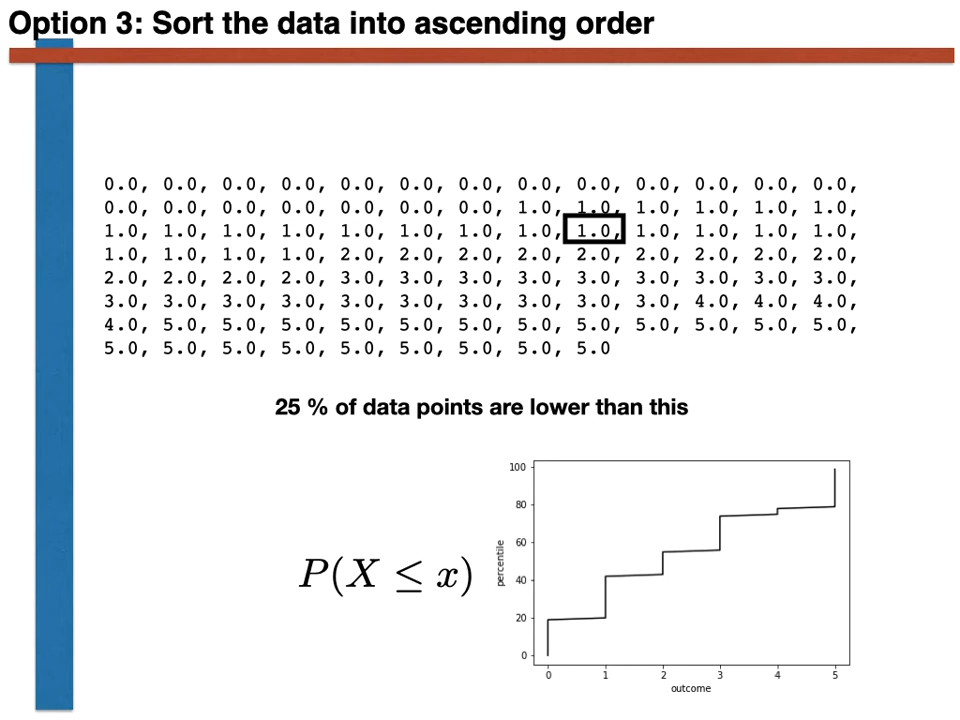 Option 3: Sort the data into ascending order
0.0, 0.0, 0.0, 0.0, 0.0, 0.0, 0.0, 0.0, 0.0, 0.0, 0.0, 0.0, 0.0,
0.0, 0.0, 0.0, 0.0, 0.0, 0.0, 0.0, 1.0, 1.0, 1.0, 1.0, 1.0, 1.0,
1.0, 1.0, 1.0, 1.0, 1.0, 1.0, 1.0, 1.0, 1.0, 1.0, 1.0, 1.0, 1.0,
1.0, 1.0, 1.0, 1.0, 2.0, 2.0, 2.0, 2.0, 2.0, 2.0, 2.0, 2.0, 2.0,
2.0, 2.0, 2.0, 2.0, 3.0, 3.0, 3.0, 3.0, 3.0, 3.0, 3.0, 3.0, 3.0,
3.0, 3.0, 3.0, 3.0, 3.0, 3.0, 3.0, 3.0, 3.0, 3.0, 4.0, 4.0, 4.0,
4.0, 5.0, 5.0, 5.0, 5.0, 5.0, 5.0, 5.0, 5.0, 5.0, 5.0, 5.0, 5.0,
5.0, 5.0, 5.0, 5.0, 5.0, 5.0, 5.0, 5.0, 5.0
25 % of data points are lower than this
P(X ≤ x)
percentile
100
80
60
40
20
0
0 1 2 3 4 5
outcome